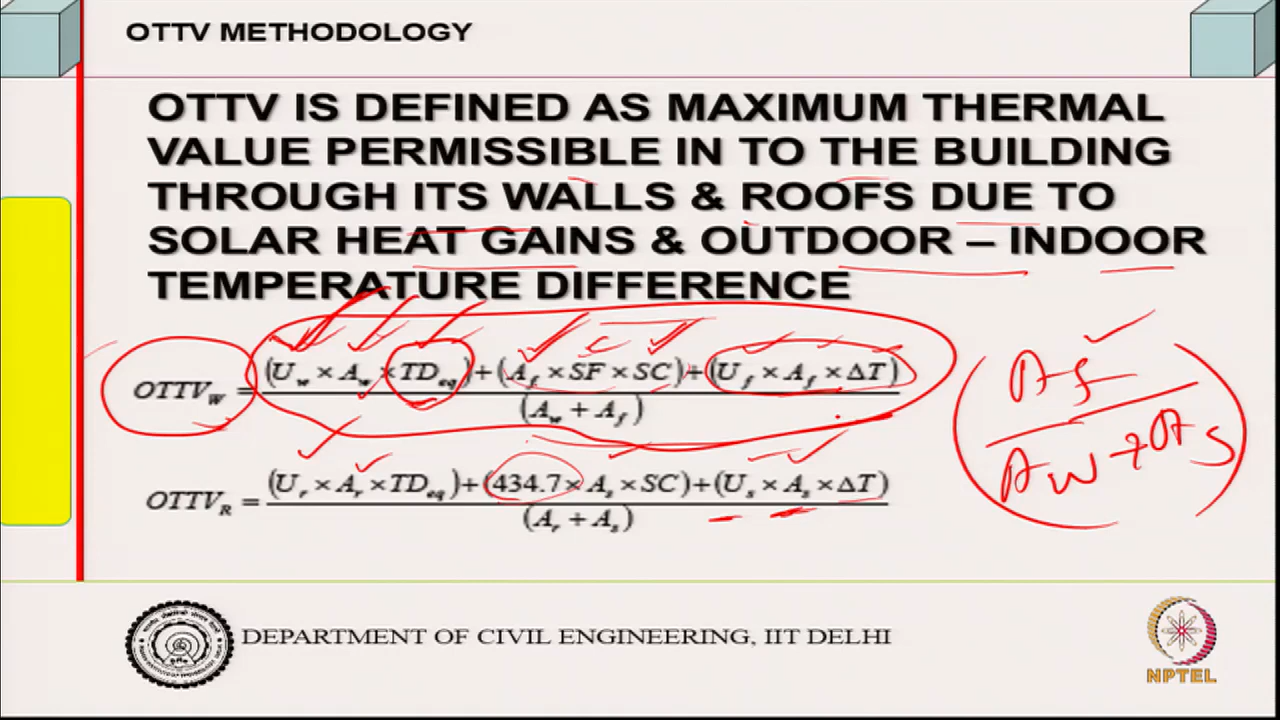 OTTV METHODOLOGY
OTTV IS DEFINED AS MAXIMUM THERMAL
VALUE PERMISSIBLE IN TO THE BUILDING
THROUGH ITS WALLS & ROOFS DUE TO
SOLAR HEAT GAINS & OUTDOOR – INDOOR
TEMPERATURE DIFFERENCE
OTTV_W = ((U_w × A_w × TD_eq) + (A_f × SF × SC) + (U_f × A_f × ΔT)) / (A_w + A_f)
A_f / (A_w + A_s)
OTTV_R = ((U_r × A_r × TD_eq) + (434.7 × A_s × SC) + (U_s × A_s × ΔT)) / (A_r + A_s)
DEPARTMENT OF CIVIL ENGINEERING, IIT DELHI
NPTEL